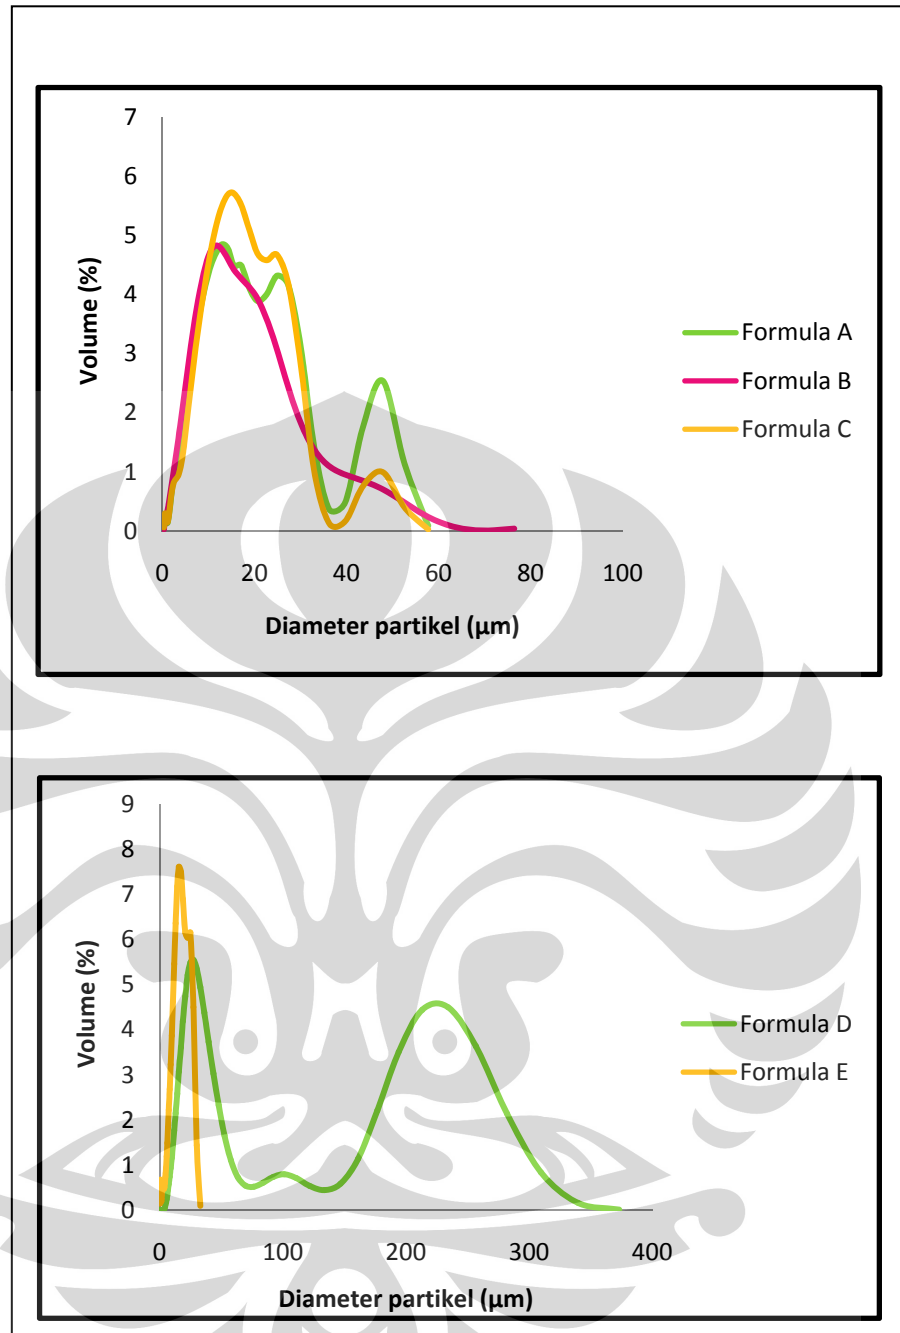 7
6
5
4
3
2
1
0
Volume (%)
0 20 40 60 80 100
Diameter partikel (µm)
Formula A
Formula B
Formula C
9
8
7
6
5
4
3
2
1
0
Volume (%)
0 100 200 300 400
Diameter partikel (µm)
Formula D
Formula E